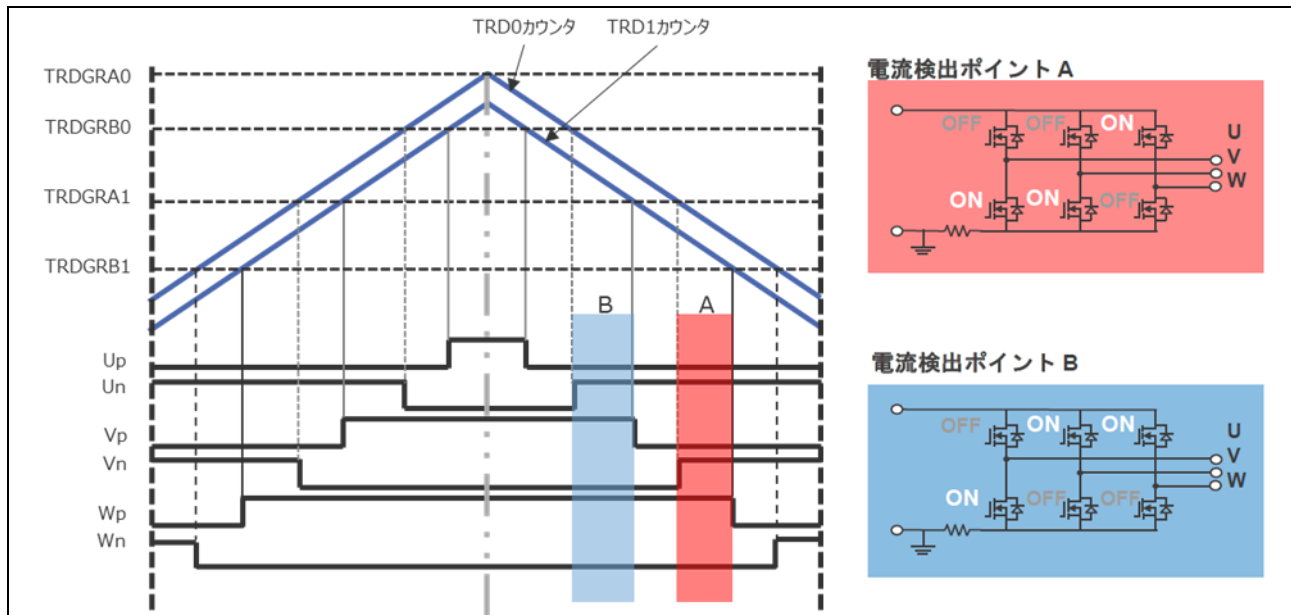 TRD0カウンタ TRD1カウンタ
TRDGRA0
TRDGRB0
TRDGRA1
TRDGRB1
B A
Up
Un
Vp
Vn
Wp
Wn
電流検出ポイント A
OFF OFF ON
U
V
W
ON ON OFF
電流検出ポイント B
OFF ON ON
U
V
W
ON OFF OFF